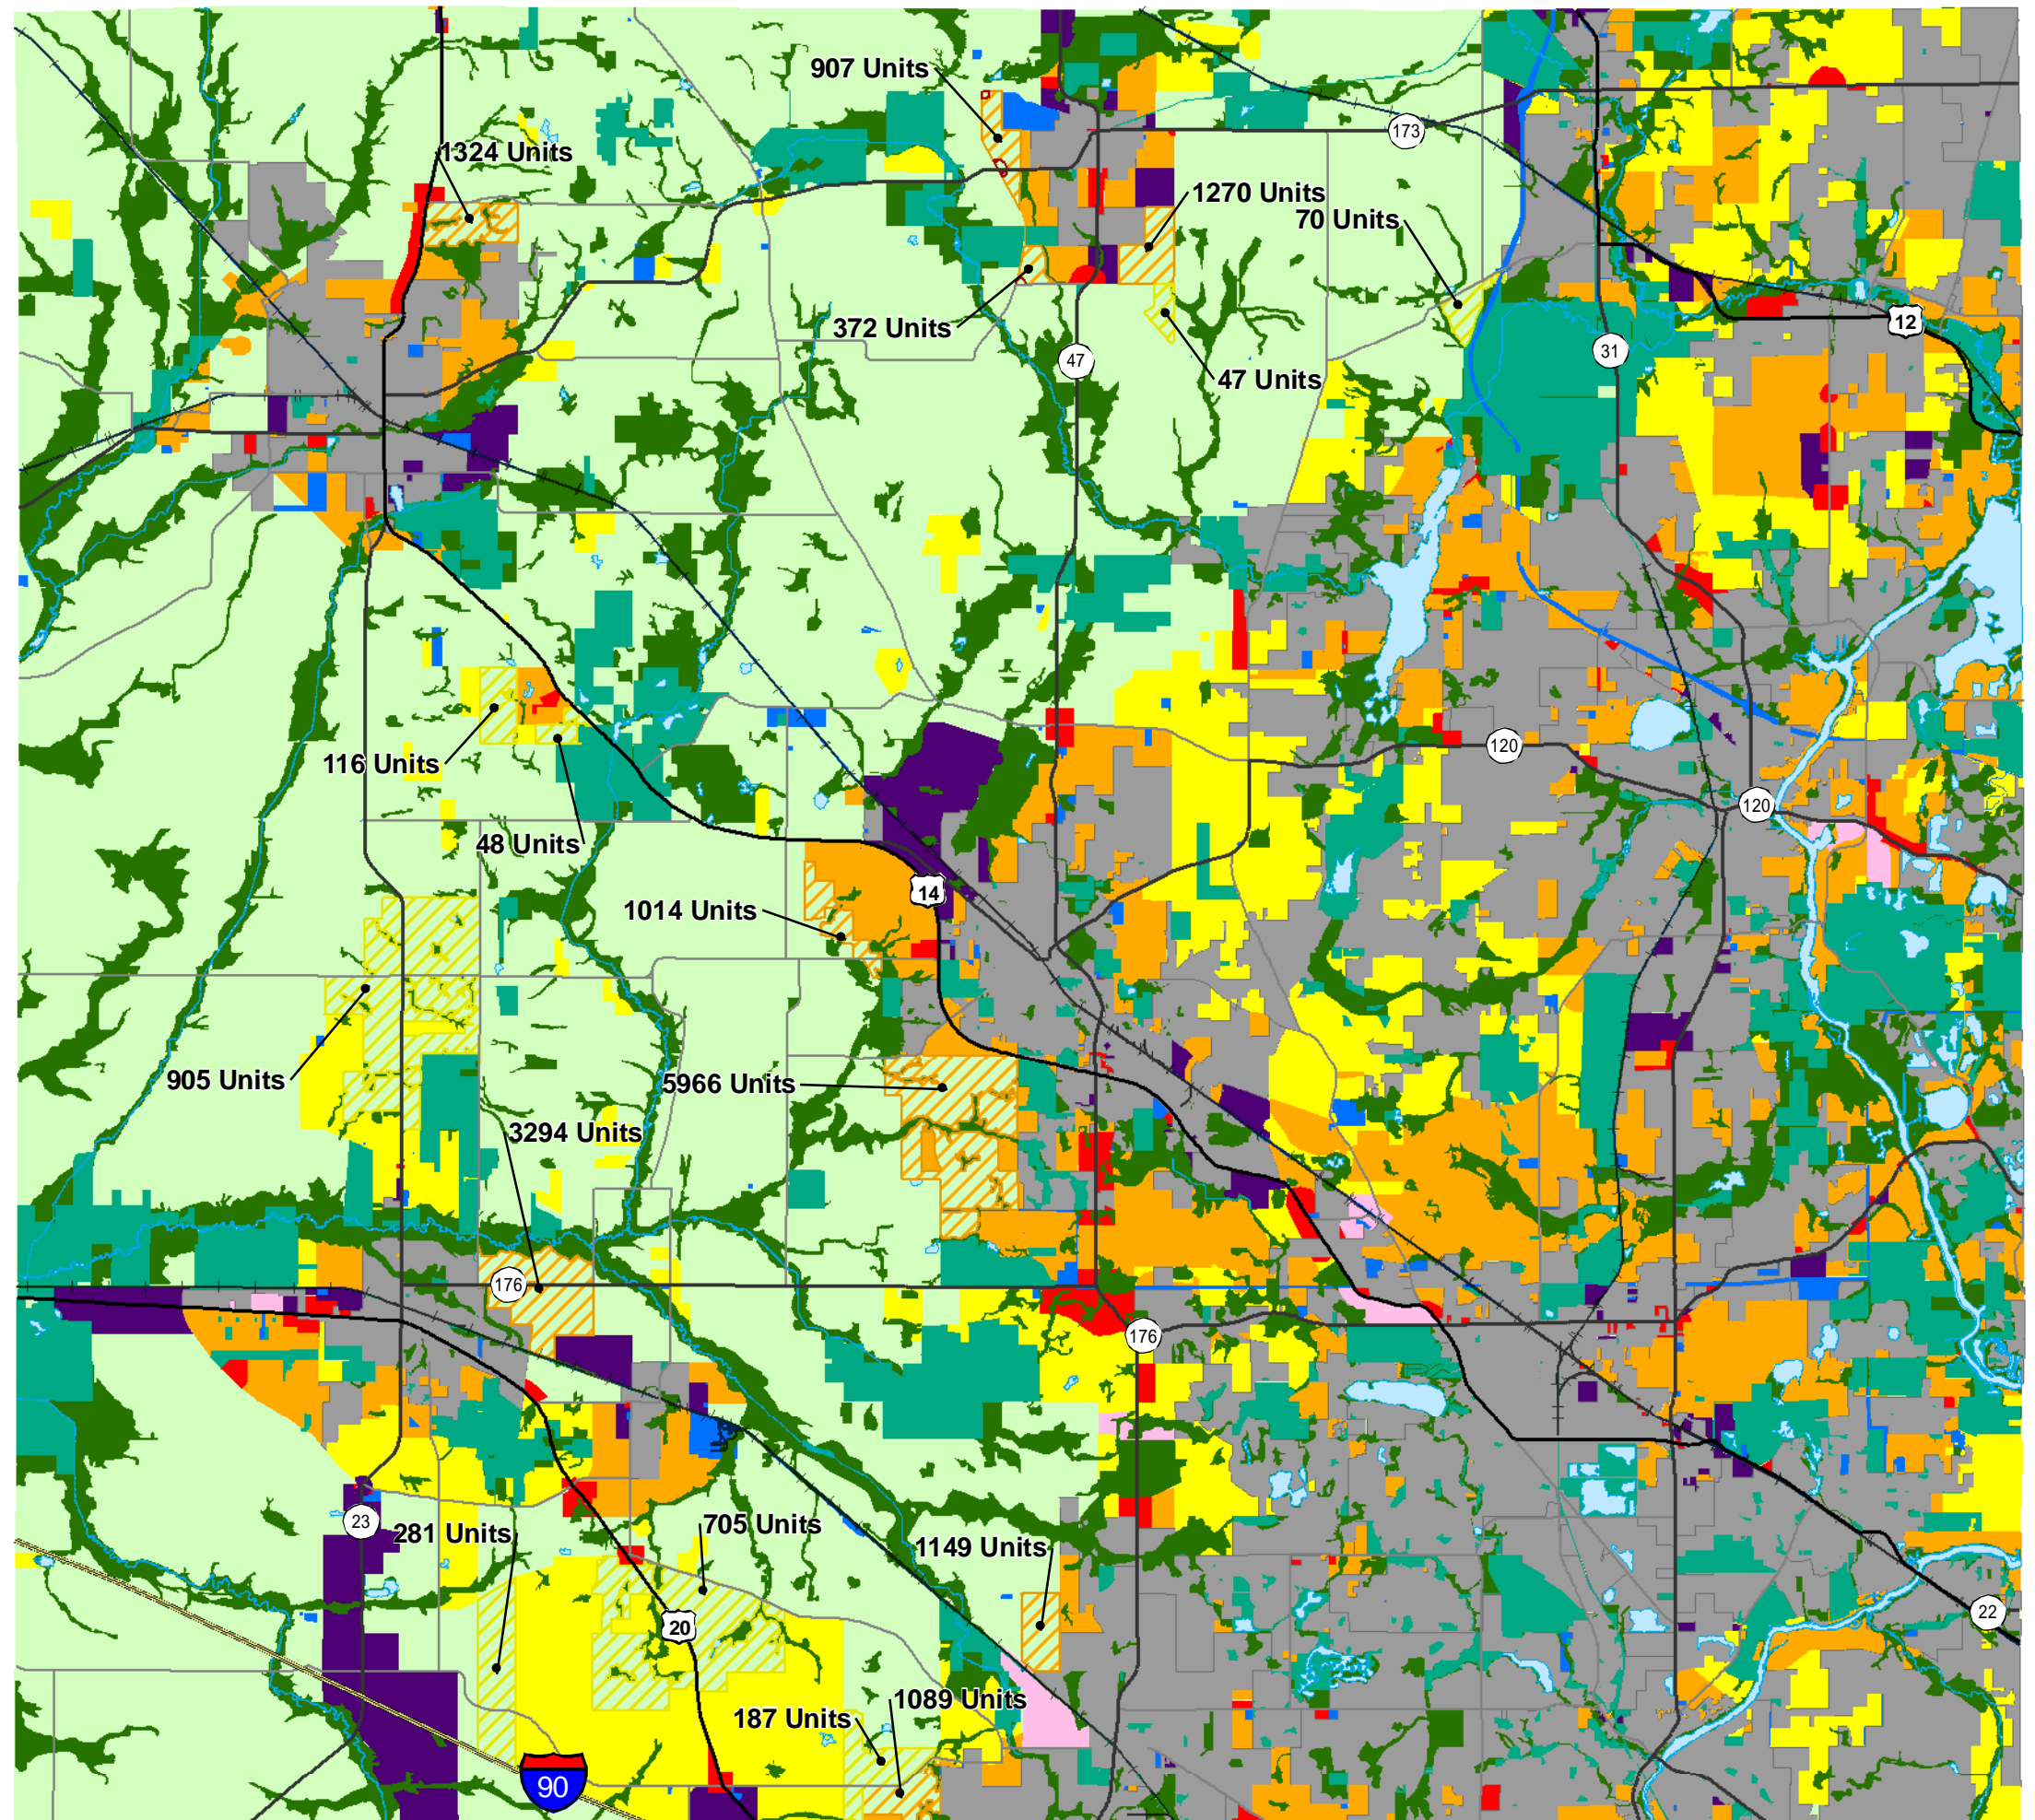 907 Units
173
1324 Units
1270 Units
70 Units
372 Units
12
47
31
47 Units
120
116 Units
120
48 Units
14
1014 Units
905 Units
5966 Units
3294 Units
176
176
23
281 Units
705 Units
1149 Units
22
20
1089 Units
187 Units
90